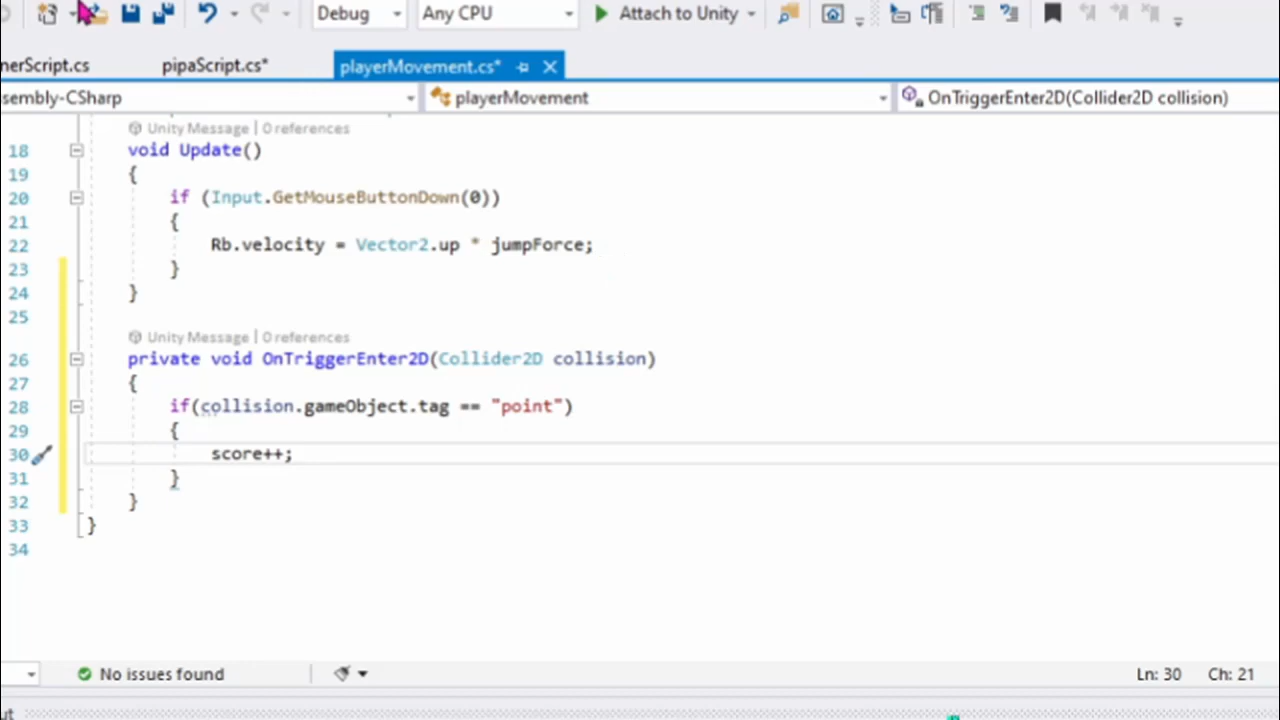 Debug Any CPU Attach to Unity
nerScript.cs pipaScript.cs* playerMovement.cs*
sembly-CSharp playerMovement OnTriggerEnter2D(Collider2D collision)
Unity Message | 0 references
18 void Update()
19 {
20 if (Input.GetMouseButtonDown(0))
21 {
22 Rb.velocity = Vector2.up * jumpForce;
23 }
24 }
25
Unity Message | 0 references
26 private void OnTriggerEnter2D(Collider2D collision)
27 {
28 if(collision.gameObject.tag == "point")
29 {
30 score++;
31 }
32 }
33 }
34
No issues found Ln: 30 Ch: 21
ut